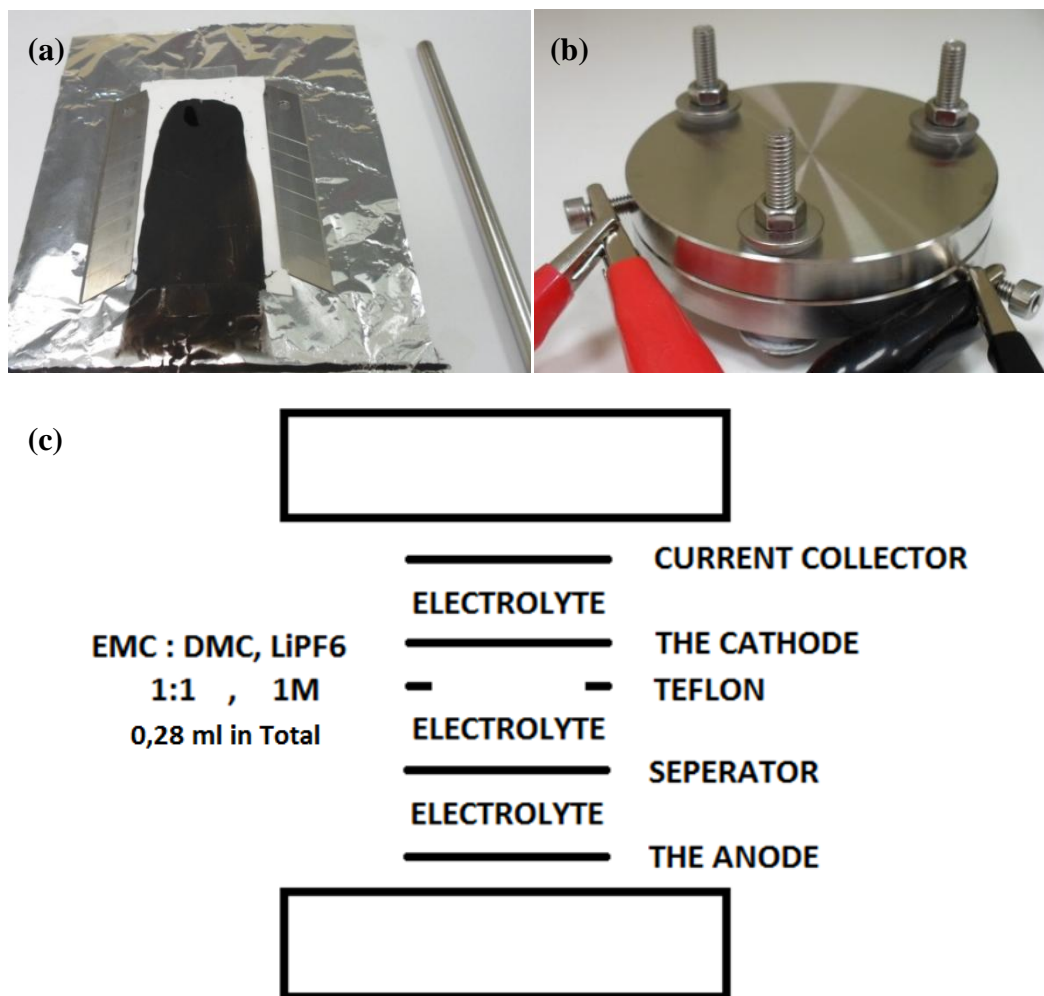 (a)
(b)
(c)
CURRENT COLLECTOR
ELECTROLYTE
EMC : DMC, LiPF6
THE CATHODE
1:1 , 1M
TEFLON
0,28 ml in Total
ELECTROLYTE
SEPERATOR
ELECTROLYTE
THE ANODE